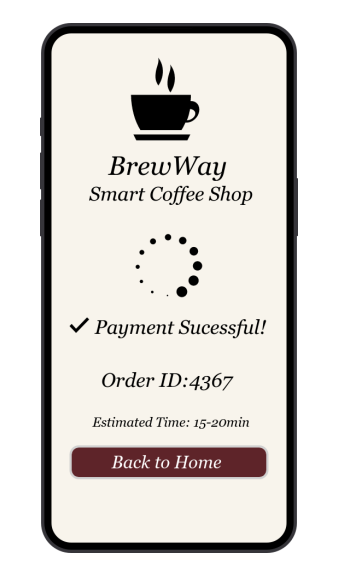 BrewWay
Smart Coffee Shop
Payment Sucessful!
Order ID:4367
Estimated Time: 15-20min
Back to Home